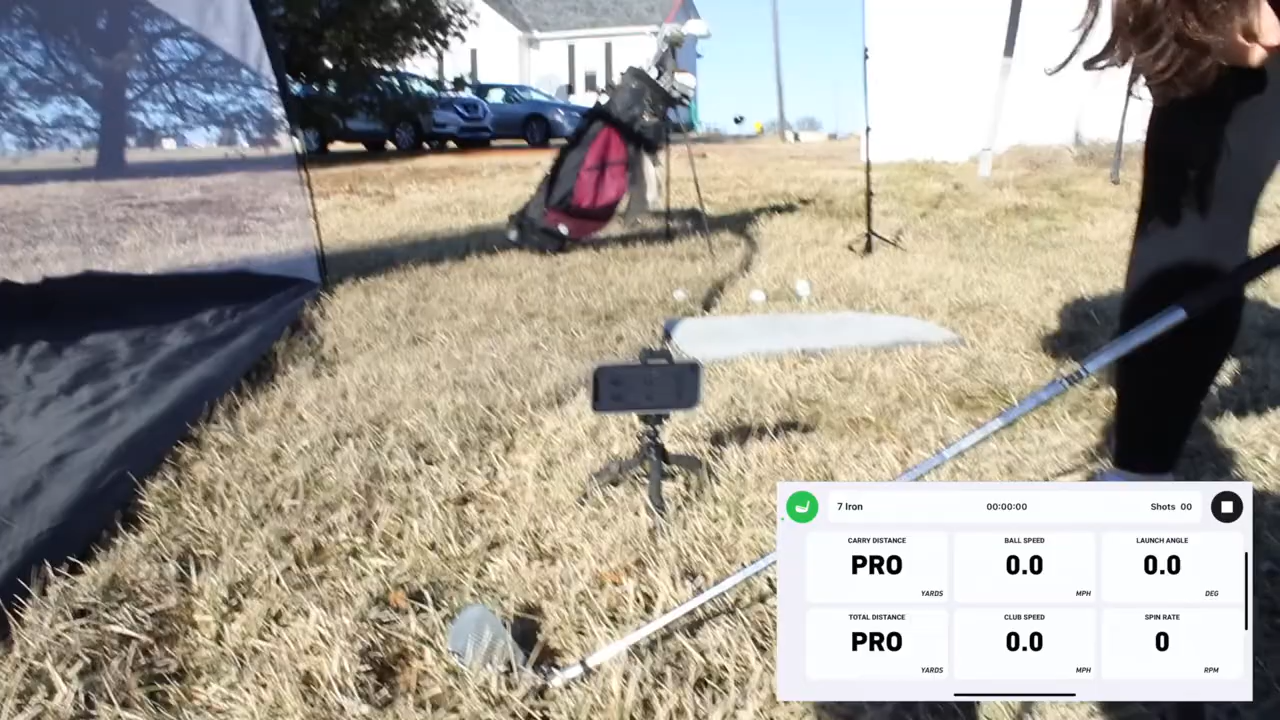 7 Iron 00:00:00 Shots 00
CARRY DISTANCE BALL SPEED LAUNCH ANGLE
PRO 0.0 0.0
YARDS MPH DEG
TOTAL DISTANCE CLUB SPEED SPIN RATE
PRO 0.0 0
YARDS MPH RPM